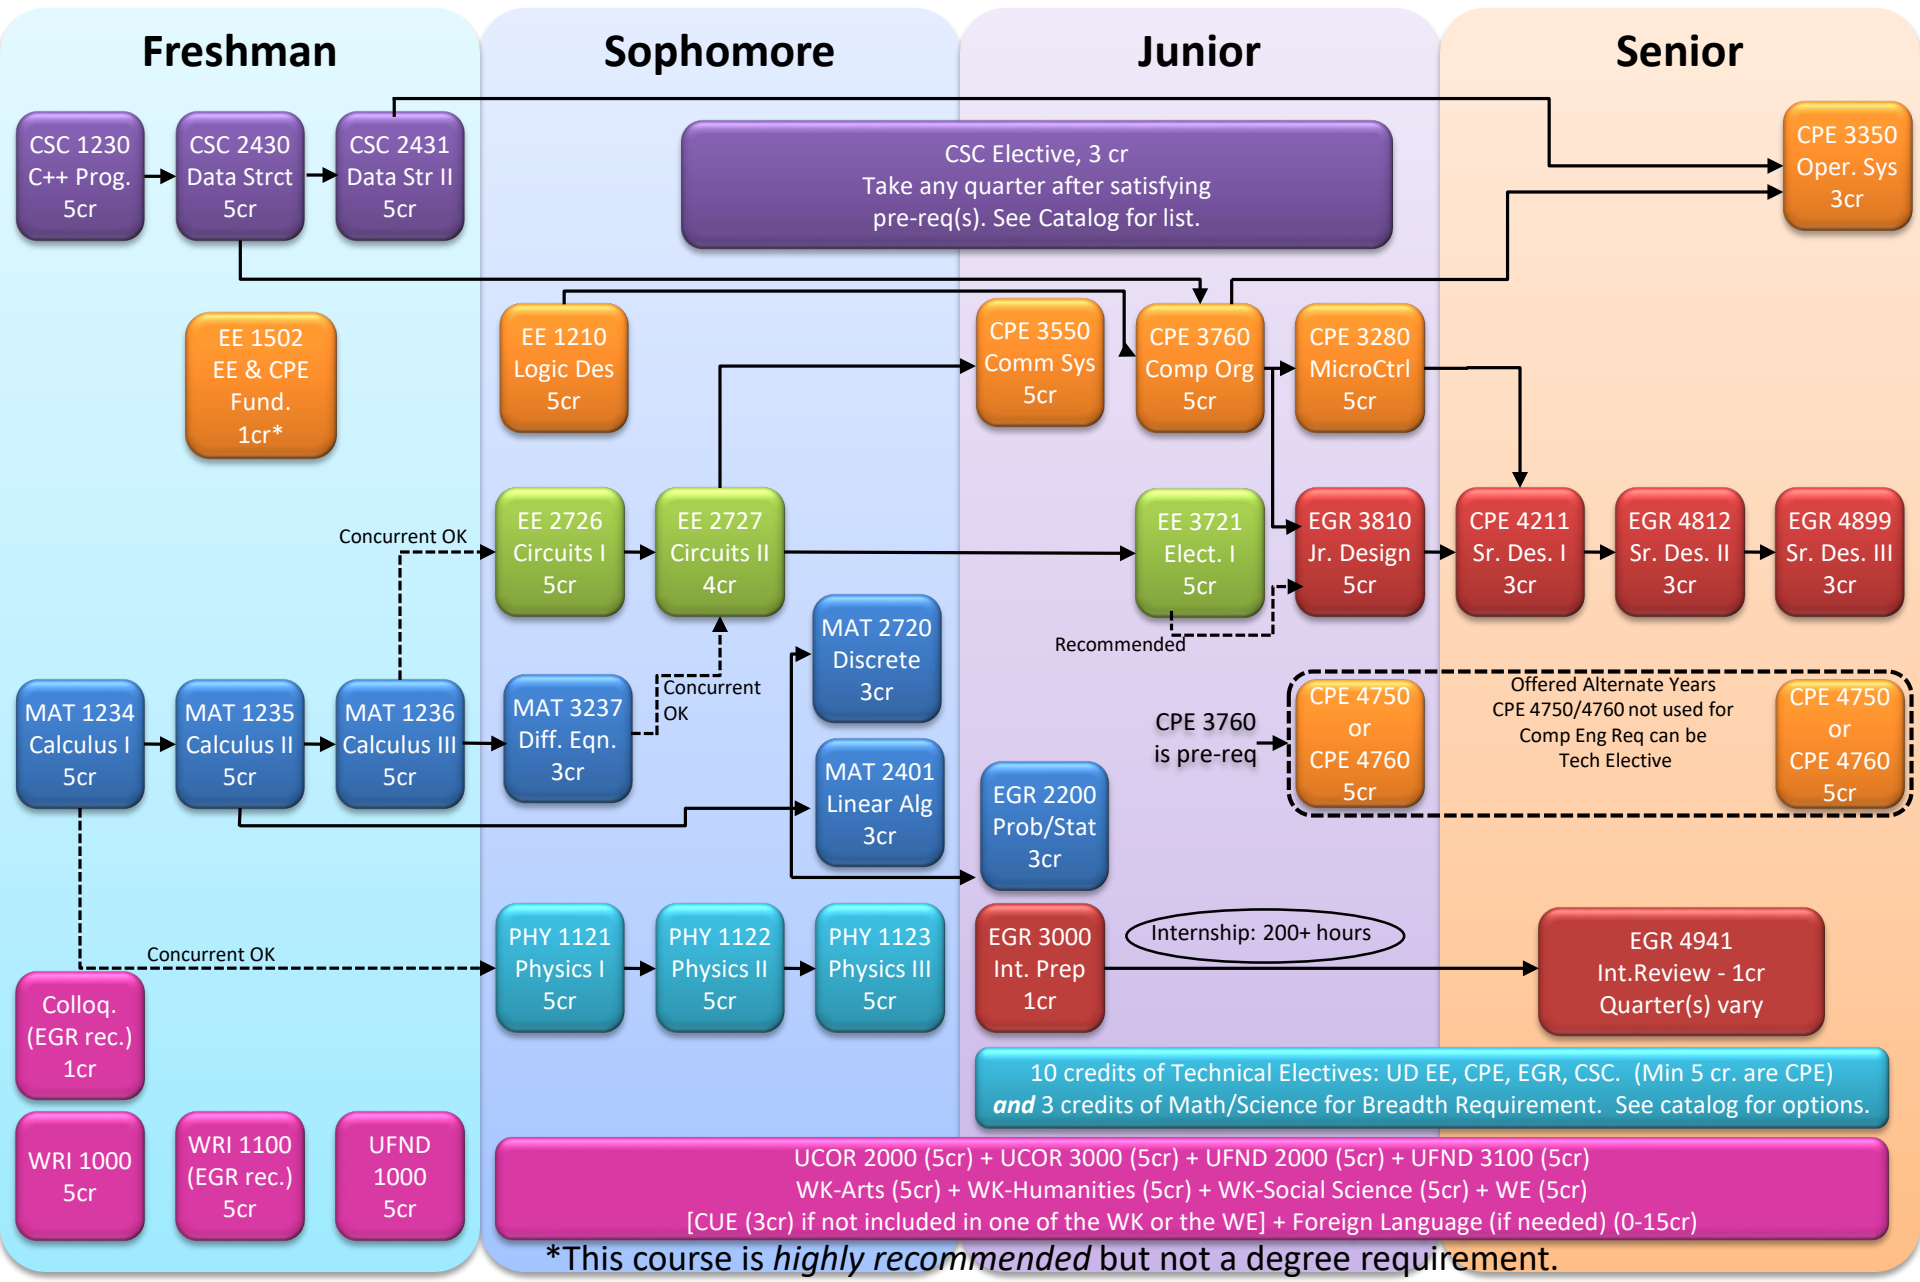 Freshman
Sophomore
Junior
Senior
CSC 1230
C++ Prog.
5cr
CSC 2430
Data Strct
5cr
CSC 2431
Data Str II
5cr
CSC Elective, 3 cr
Take any quarter after satisfying
pre-req(s). See Catalog for list.
CPE 3350
Oper. Sys
3cr
EE 1502
EE & CPE
Fund.
1cr*
EE 1210
Logic Des
5cr
CPE 3550
Comm Sys
5cr
CPE 3760
Comp Org
5cr
CPE 3280
MicroCtrl
5cr
Concurrent OK
EE 2726
Circuits I
5cr
EE 2727
Circuits II
4cr
EE 3721
Elect. I
5cr
EGR 3810
Jr. Design
5cr
CPE 4211
Sr. Des. I
3cr
EGR 4812
Sr. Des. II
3cr
EGR 4899
Sr. Des. III
3cr
Recommended
MAT 2720
Discrete
3cr
MAT 1234
Calculus I
5cr
MAT 1235
Calculus II
5cr
MAT 1236
Calculus III
5cr
MAT 3237
Diff. Eqn.
3cr
Concurrent
OK
MAT 2401
Linear Alg
3cr
EGR 2200
Prob/Stat
3cr
CPE 3760
is pre-req
CPE 4750
or
CPE 4760
5cr
Offered Alternate Years
CPE 4750/4760 not used for
Comp Eng Req can be
Tech Elective
CPE 4750
or
CPE 4760
5cr
Concurrent OK
PHY 1121
Physics I
5cr
PHY 1122
Physics II
5cr
PHY 1123
Physics III
5cr
EGR 3000
Int. Prep
1cr
Internship: 200+ hours
EGR 4941
Int.Review - 1cr
Quarter(s) vary
Colloq.
(EGR rec.)
1cr
10 credits of Technical Electives: UD EE, CPE, EGR, CSC. (Min 5 cr. are CPE)
and 3 credits of Math/Science for Breadth Requirement. See catalog for options.
WRI 1000
5cr
WRI 1100
(EGR rec.)
5cr
UFND
1000
5cr
UCOR 2000 (5cr) + UCOR 3000 (5cr) + UFND 2000 (5cr) + UFND 3100 (5cr)
WK-Arts (5cr) + WK-Humanities (5cr) + WK-Social Science (5cr) + WE (5cr)
[CUE (3cr) if not included in one of the WK or the WE] + Foreign Language (if needed) (0-15cr)
*This course is highly recommended but not a degree requirement.